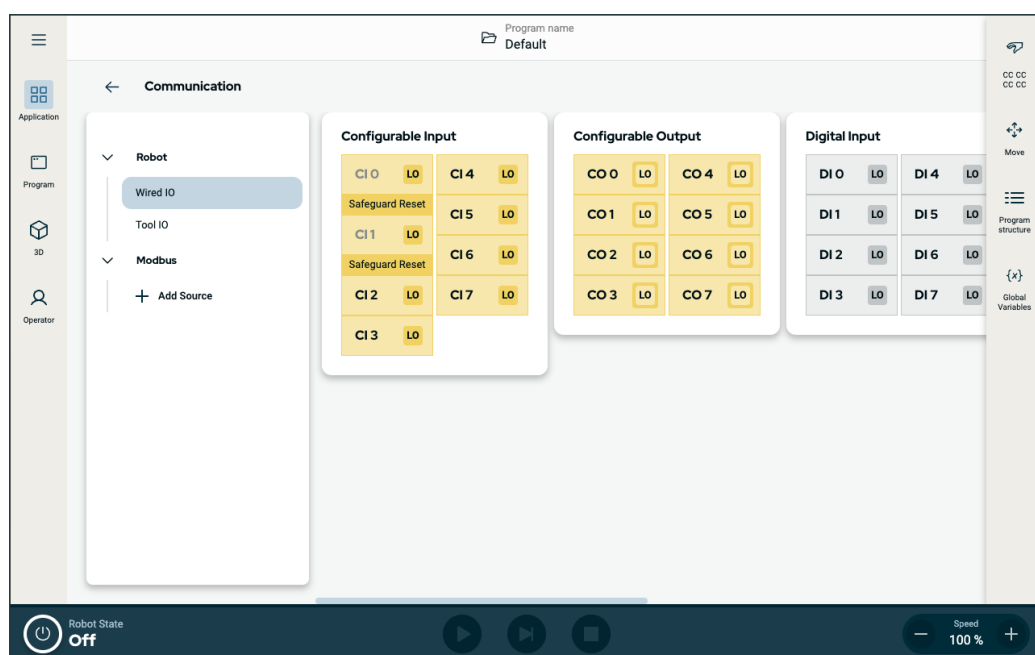 Program name
Default
Application
Program
3D
Operator
Communication
Robot
Wired IO
Tool IO
Modbus
Add Source
Configurable Input
CI 0 LO CI 4 LO
Safeguard Reset
CI 5 LO
CI 1 LO
CI 6 LO
Safeguard Reset
CI 2 LO CI 7 LO
CI 3 LO
Configurable Output
CO 0 LO CO 4 LO
CO 1 LO CO 5 LO
CO 2 LO CO 6 LO
CO 3 LO CO 7 LO
Digital Input
DI 0 LO DI 4 LO
DI 1 LO DI 5 LO
DI 2 LO DI 6 LO
DI 3 LO DI 7 LO
CC CC
CC CC
Move
Program
structure
{x}
Global
Variables
Robot State
Off
Speed
100 %